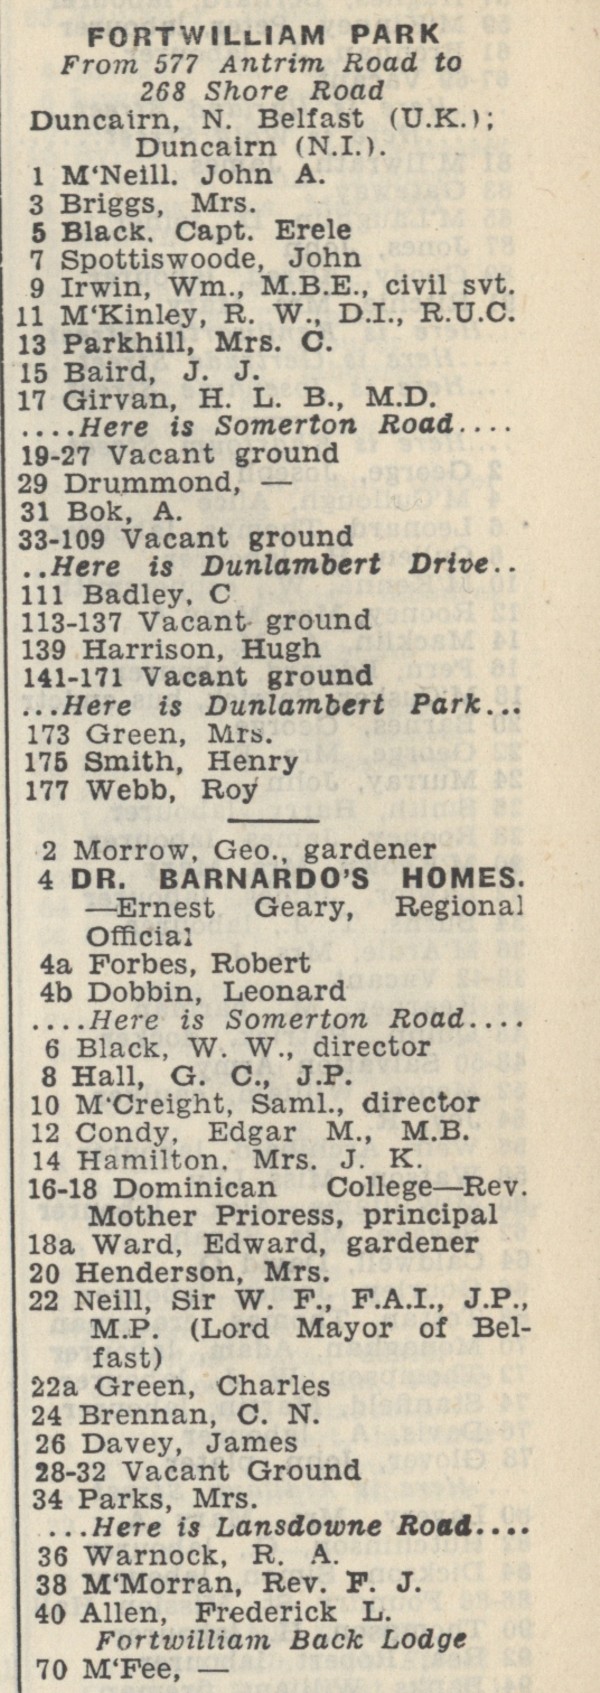 FORTWILLIAM PARK
From 577 Antrim Road to
268 Shore Road
Duncairn, N. Belfast (U.K.);
Duncairn (N.I.).
1 M‘Neill. John A.
3 Briggs, Mrs.
5 Black. Capt. Erele
7 Spottiswoode, John
9 Irwin, Wm., M.B.E., civil svt.
11 M‘Kinley, R. W., D.I., R.U.C.
13 Parkhill, Mrs. C.
15 Baird, J. J.
17 Girvan, H. L. B., M.D.
....Here is Somerton Road....
19-27 Vacant ground
29 Drummond, —
31 Bok, A.
33-109 Vacant ground
..Here is Dunlambert Drive..
111 Badley, C
113-137 Vacant ground
139 Harrison, Hugh
141-171 Vacant ground
...Here is Dunlambert Park...
173 Green, Mrs.
175 Smith, Henry
177 Webb, Roy
2 Morrow, Geo., gardener
4 DR. BARNARDO'S HOMES.
—Ernest Geary, Regional
Official
4a Forbes, Robert
4b Dobbin, Leonard
....Here is Somerton Road....
6 Black, W. W., director
8 Hall, G. C., J.P.
10 M‘Creight, Saml., director
12 Condy, Edgar M., M.B.
14 Hamilton. Mrs. J. K.
16-18 Dominican College—Rev.
Mother Prioress, principal
18a Ward, Edward, gardener
20 Henderson, Mrs.
22 Neill, Sir W. F., F.A.I., J.P.,
M.P. (Lord Mayor of Bel-
fast)
22a Green, Charles
24 Brennan, C. N.
26 Davey, James
28-32 Vacant Ground
34 Parks, Mrs.
...Here is Lansdowne Road....
36 Warnock, R. A.
38 M‘Morran, Rev. F. J.
40 Allen, Frederick L.
Fortwilliam Back Lodge
70 M‘Fee, —